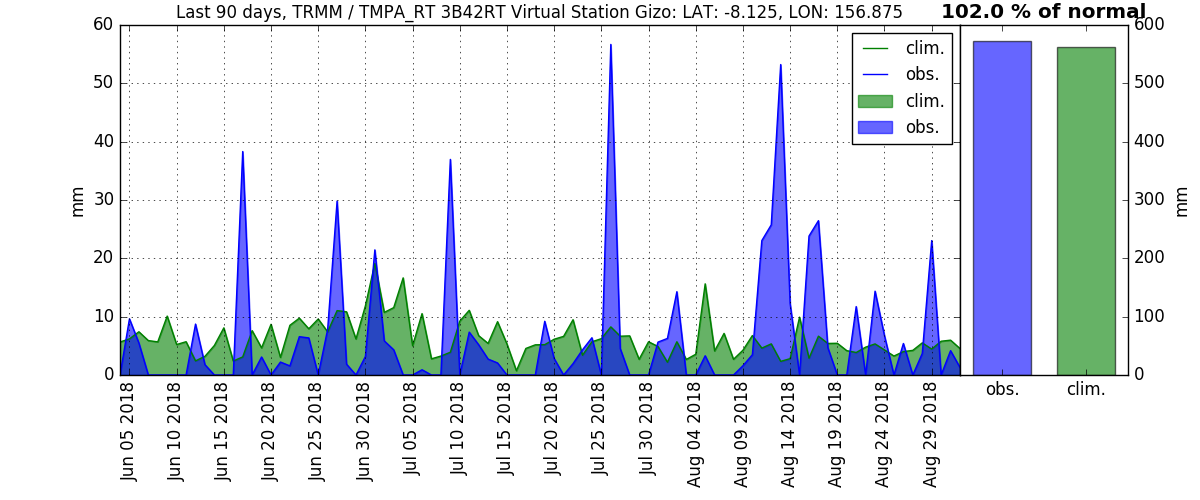 Last 90 days, TRMM / TMPA_RT 3B42RT Virtual Station Gizo: LAT: -8.125, LON: 156.875
102.0 % of normal
60
50
40
30
20
10
0
mm
clim.
obs.
clim.
obs.
600
500
400
300
200
100
0
mm
obs.
clim.
Jun 05 2018
Jun 10 2018
Jun 15 2018
Jun 20 2018
Jun 25 2018
Jun 30 2018
Jul 05 2018
Jul 10 2018
Jul 15 2018
Jul 20 2018
Jul 25 2018
Jul 30 2018
Aug 04 2018
Aug 09 2018
Aug 14 2018
Aug 19 2018
Aug 24 2018
Aug 29 2018